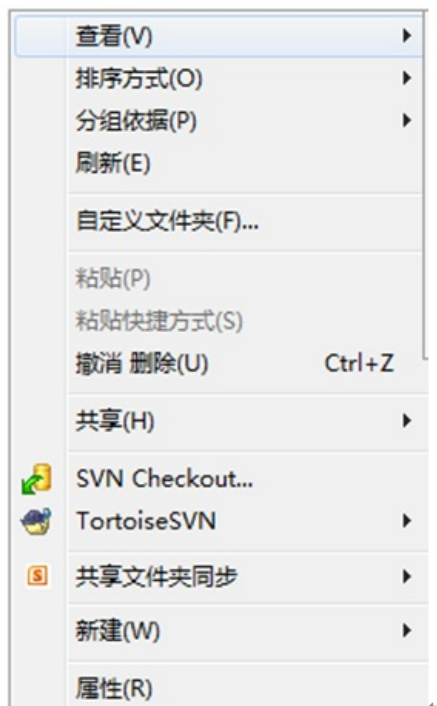 查看(V)
排序方式(O)
分组依据(P)
刷新(E)
自定义文件夹(F)...
粘贴(P)
粘贴快捷方式(S)
撤消 删除(U) Ctrl+Z
共享(H)
SVN Checkout...
TortoiseSVN
S 共享文件夹同步
新建(W)
属性(R)